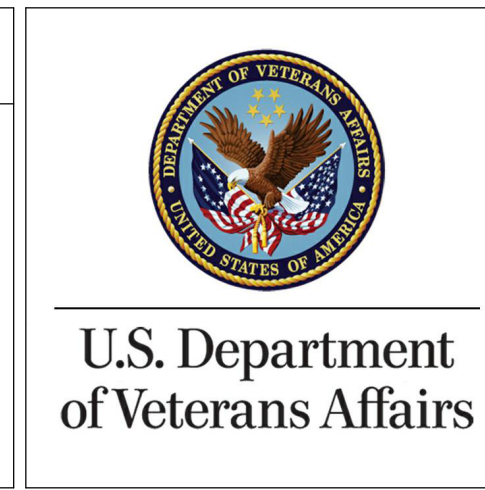 DEPARTMENT OF VETERANS AFFAIRS
UNITED STATES OF AMERICA
U.S. Department
of Veterans Affairs